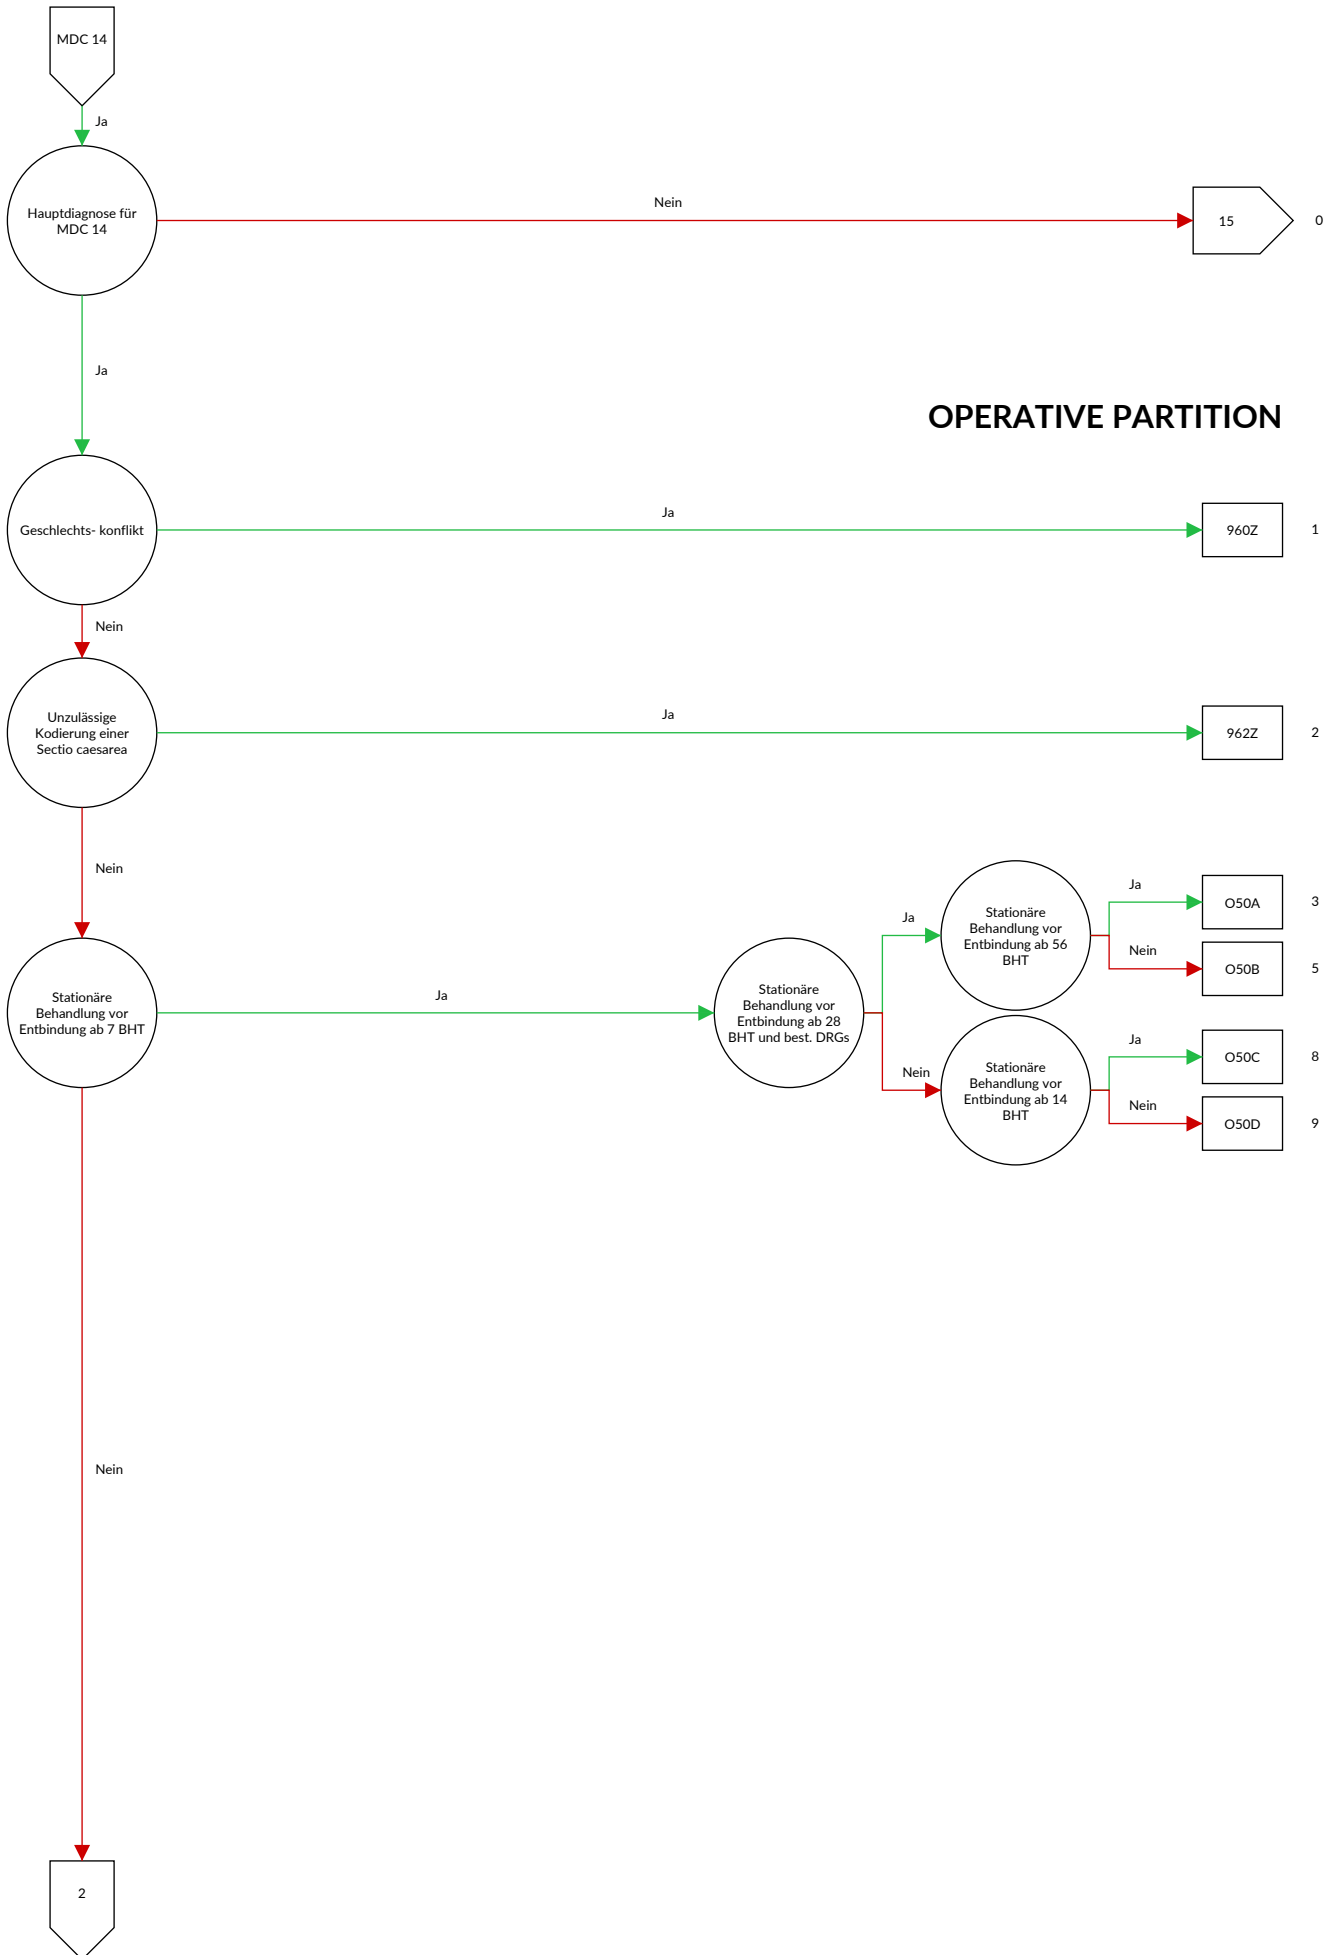 MDC 14
Ja
Hauptdiagnose für
MDC 14
Nein
15
0
Ja
OPERATIVE PARTITION
Geschlechts- konflikt
Ja
960Z
1
Nein
Unzulässige
Kodierung einer
Sectio caesarea
Ja
962Z
2
Nein
Stationäre
Behandlung vor
Entbindung ab 7 BHT
Ja
Stationäre
Behandlung vor
Entbindung ab 28
BHT und best. DRGs
Ja
Stationäre
Behandlung vor
Entbindung ab 56
BHT
Ja
O50A
3
Nein
O50B
5
Nein
Stationäre
Behandlung vor
Entbindung ab 14
BHT
Ja
O50C
8
Nein
O50D
9
Nein
2